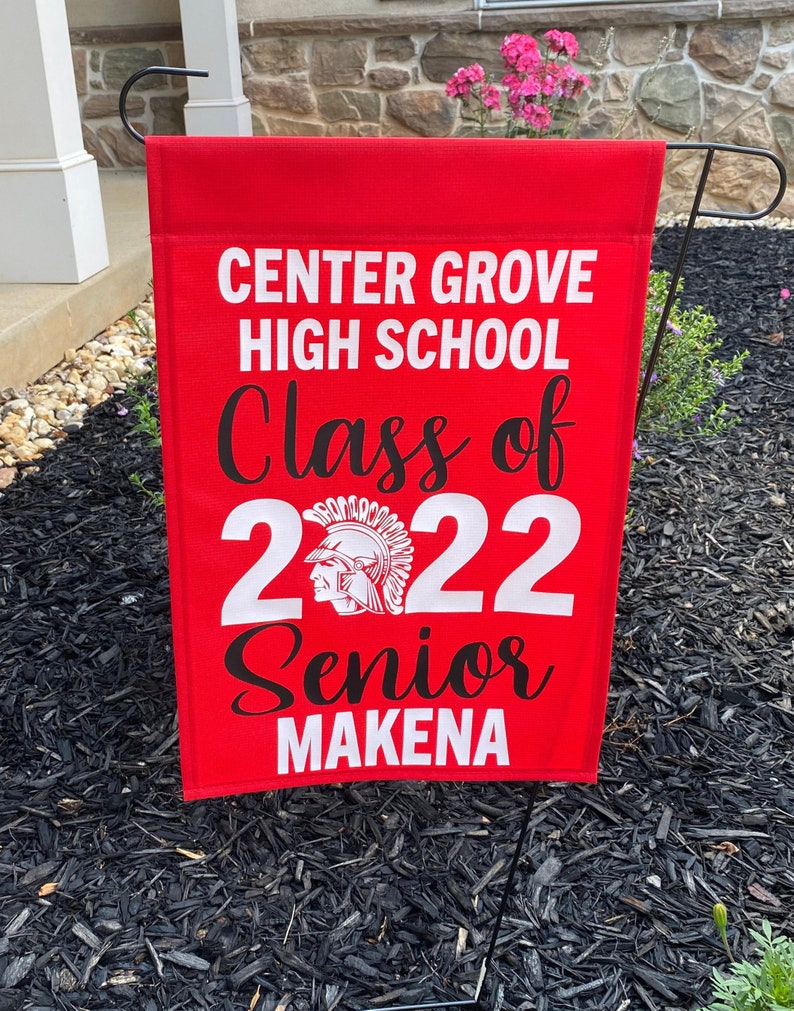 CENTER GROVE
HIGH SCHOOL
Class of
2022
Senior
MAKENA